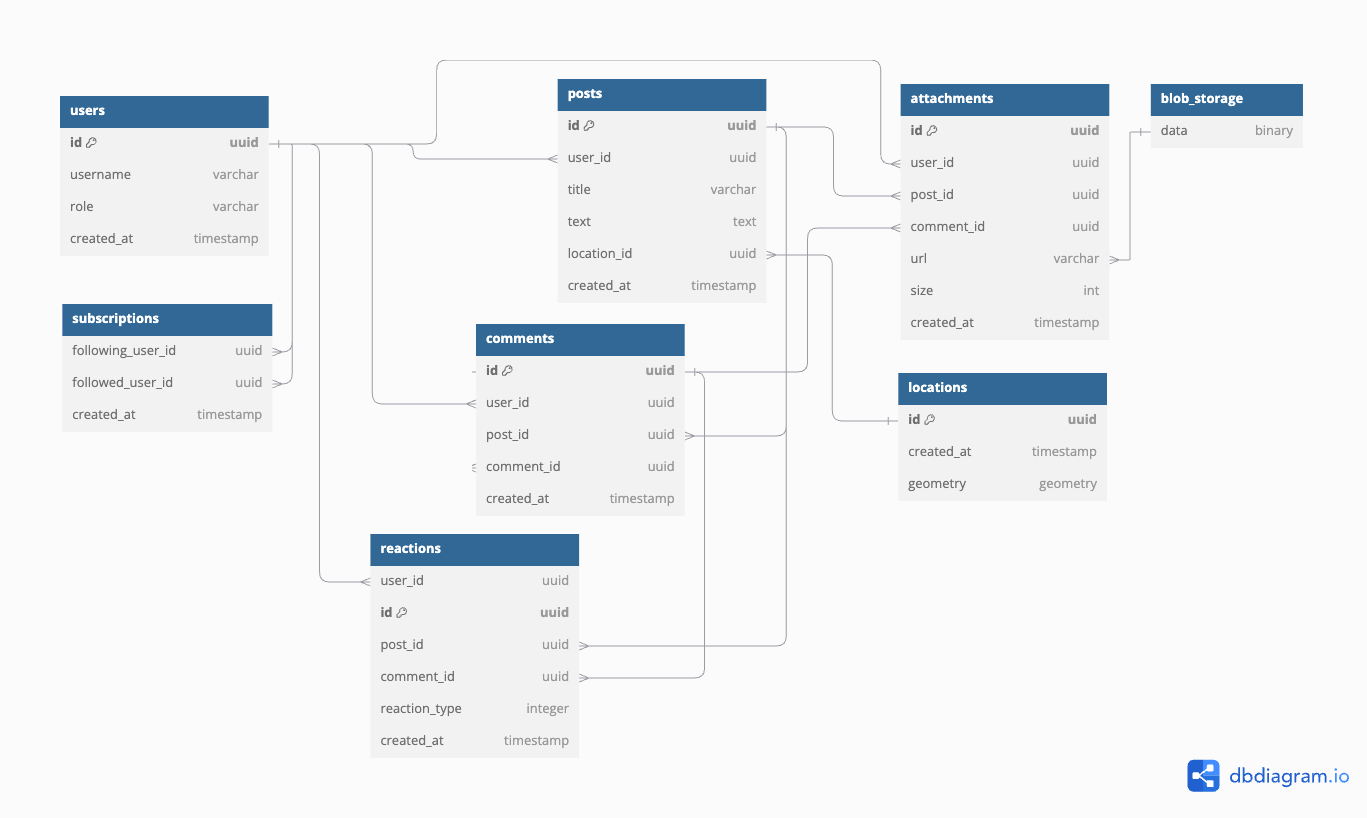 users
id uuid
username varchar
role varchar
created_at timestamp
subscriptions
following_user_id uuid
followed_user_id uuid
created_at timestamp
posts
id uuid
user_id uuid
title varchar
text text
location_id uuid
created_at timestamp
comments
id uuid
user_id uuid
post_id uuid
comment_id uuid
created_at timestamp
reactions
user_id uuid
id uuid
post_id uuid
comment_id uuid
reaction_type integer
created_at timestamp
attachments
id uuid
user_id uuid
post_id uuid
comment_id uuid
url varchar
size int
created_at timestamp
blob_storage
data binary
locations
id uuid
created_at timestamp
geometry geometry
dbdiagram.io